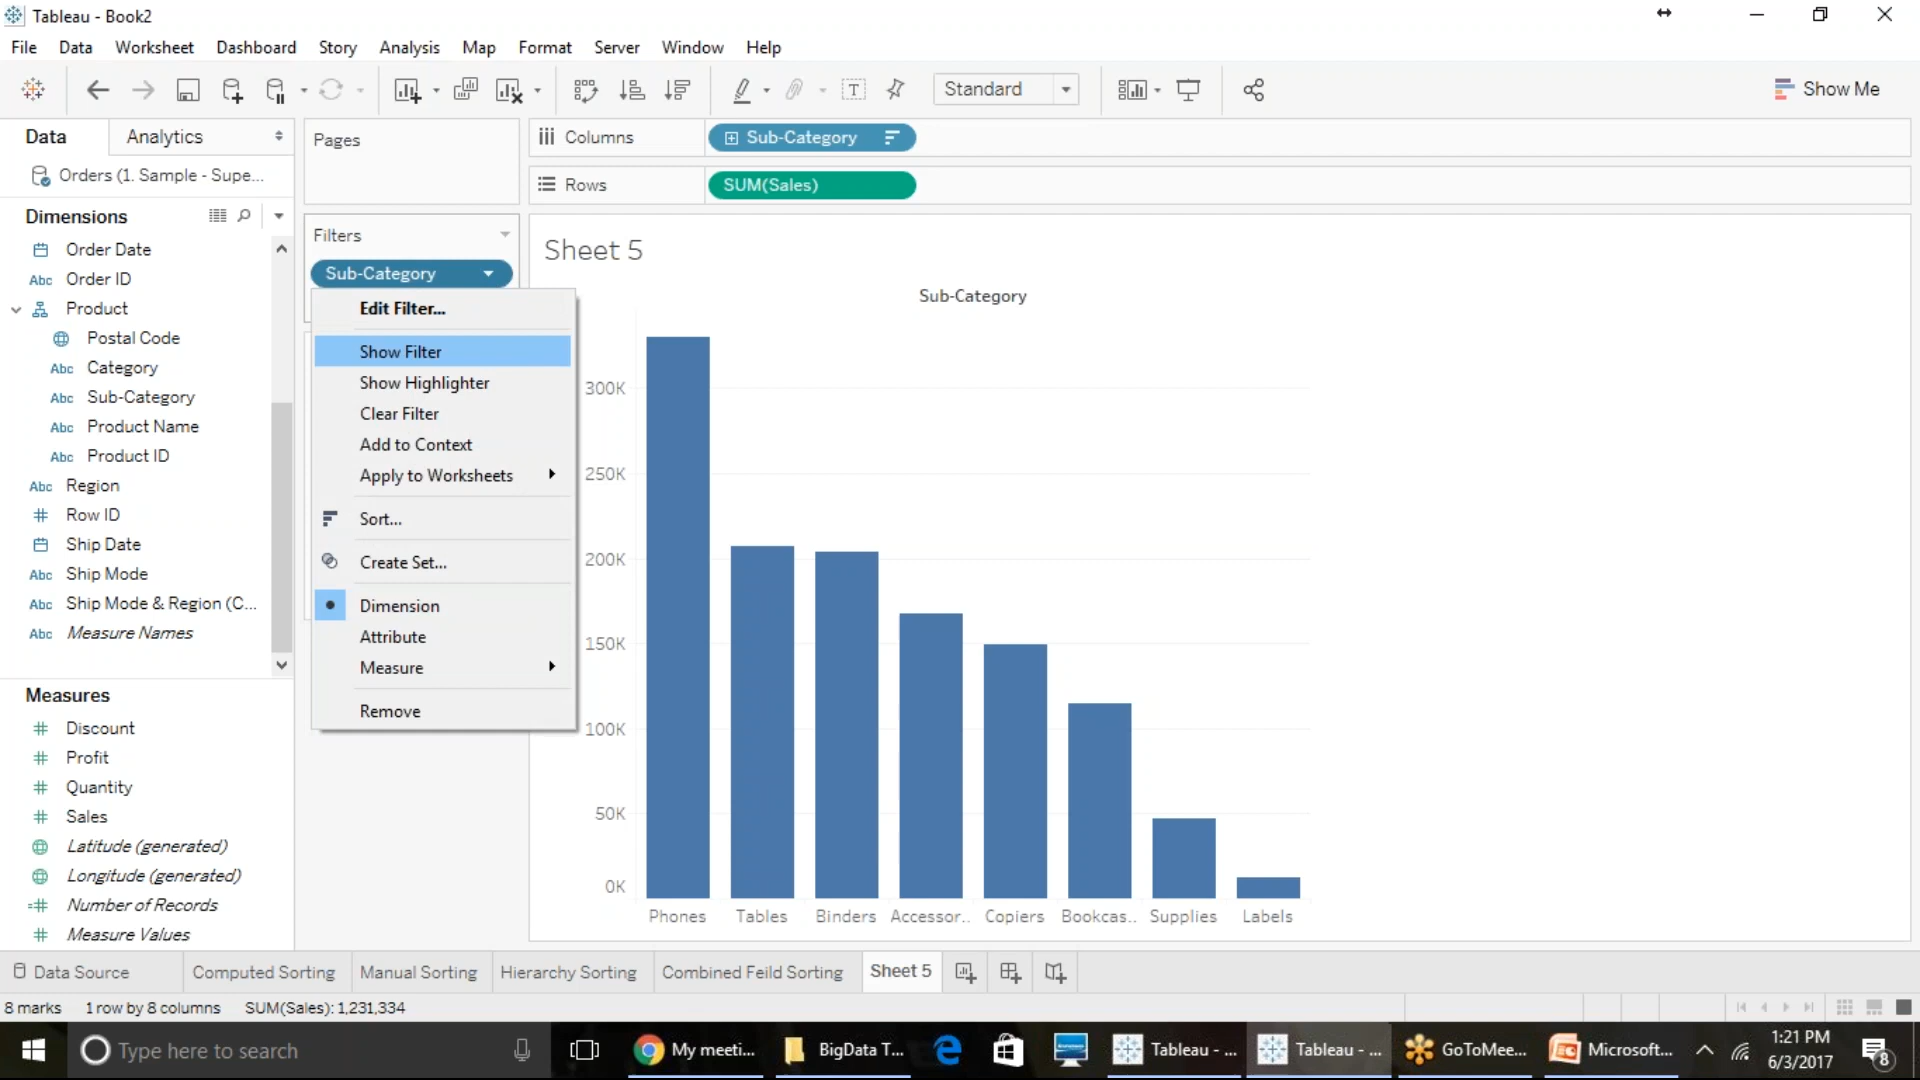 Tableau - Book2
File Data Worksheet Dashboard Story Analysis Map Format Server Window Help
Standard
Show Me
Data Analytics
Orders (1. Sample - Supe...
Dimensions
Order Date
Order ID
Product
Postal Code
Category
Sub-Category
Product Name
Product ID
Region
Row ID
Ship Date
Ship Mode
Ship Mode & Region (C...
Measure Names
Measures
Discount
Profit
Quantity
Sales
Latitude (generated)
Longitude (generated)
Number of Records
Measure Values
Pages
Filters
Sub-Category
Edit Filter...
Show Filter
Show Highlighter
Clear Filter
Add to Context
Apply to Worksheets
Sort...
Create Set...
Dimension
Attribute
Measure
Remove
Columns Sub-Category
Rows SUM(Sales)
Sheet 5
Sub-Category
300K
250K
200K
150K
100K
50K
0K
Phones Tables Binders Accessor.. Copiers Bookcas.. Supplies Labels
Data Source Computed Sorting Manual Sorting Hierarchy Sorting Combined Feild Sorting Sheet 5
8 marks 1 row by 8 columns SUM(Sales): 1,231,334
Type here to search
My meeti...
BigData T...
Tableau - ...
Tableau - ...
GoToMee...
Microsoft...
1:21 PM
6/3/2017
8